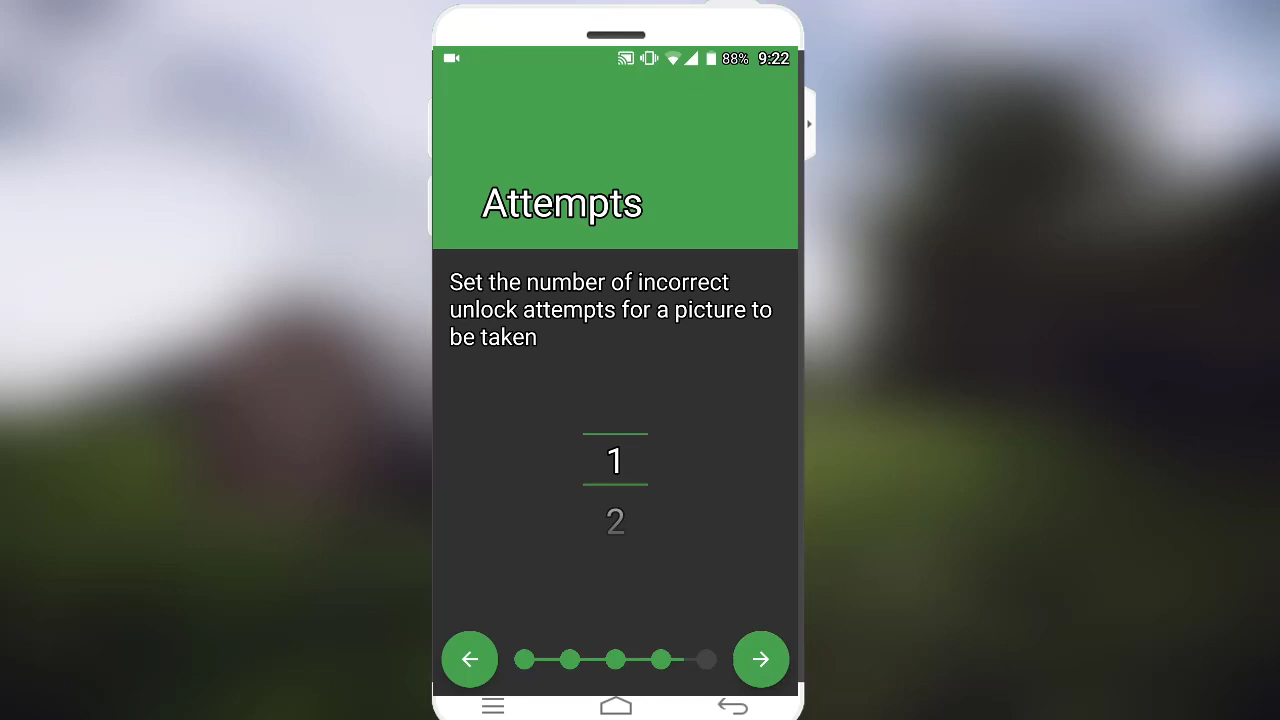 88% 9:22
Attempts
Set the number of incorrect
unlock attempts for a picture to
be taken
1
2